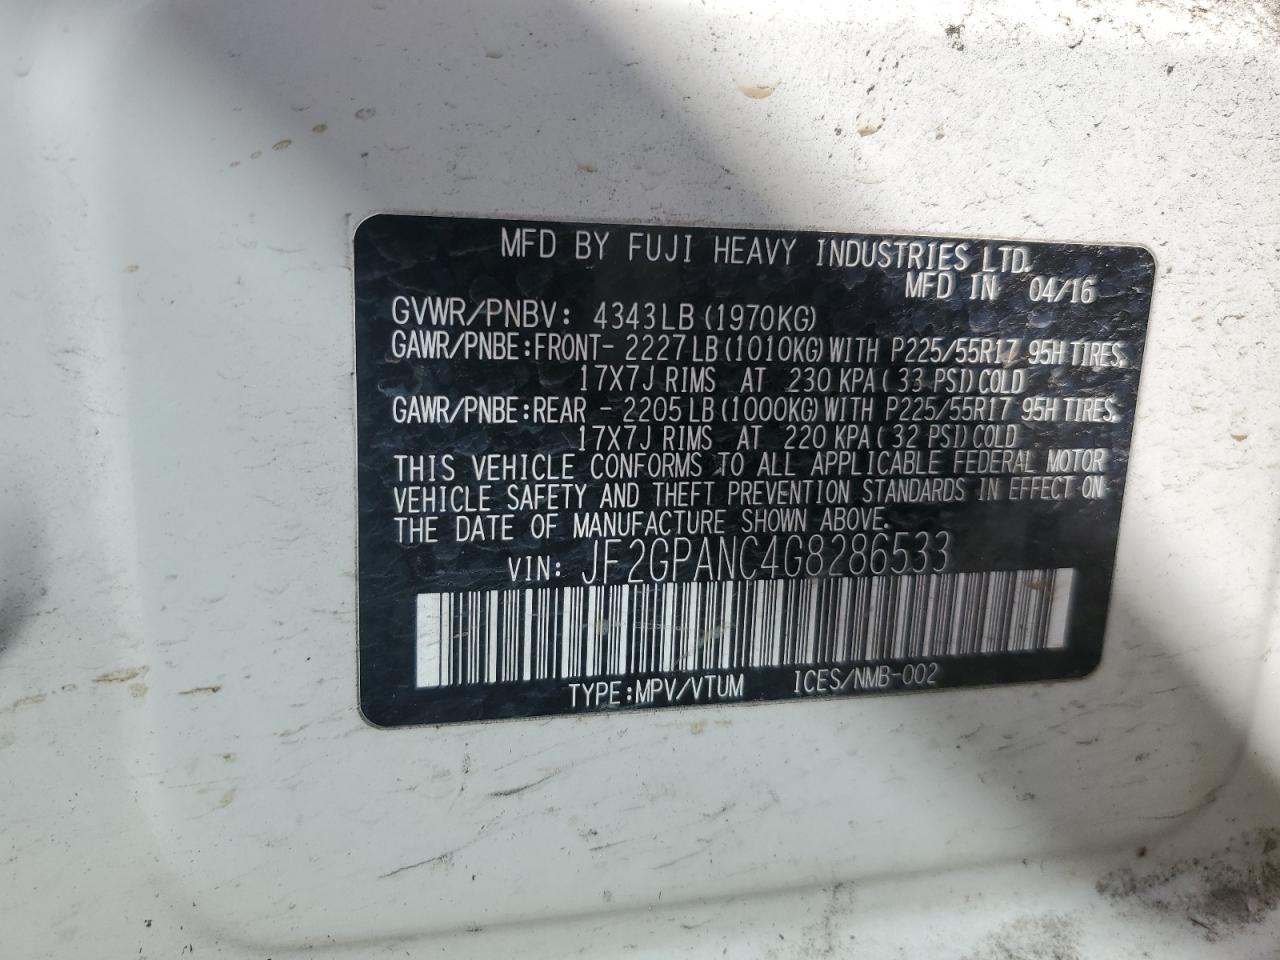 MFD BY FUJI HEAVY INDUSTRIES LTD.
MFD IN 04/16
GVWR/PNBV: 4343LB (1970KG)
GAWR/PNBE:FRONT- 2227 LB (1010KG) WITH P225/55R17 95H TIRES.
17X7J RIMS AT 230 KPA ( 33 PSI) COLD
GAWR/PNBE:REAR - 2205 LB (1000KG) WITH P225/55R17 95H TIRES.
17X7J RIMS AT 220 KPA ( 32 PSI) COLD
THIS VEHICLE CONFORMS TO ALL APPLICABLE FEDERAL MOTOR
VEHICLE SAFETY AND THEFT PREVENTION STANDARDS IN EFFECT ON
THE DATE OF MANUFACTURE SHOWN ABOVE.
VIN: JF2GPANC4G8286533
TYPE:MPV/VTUM ICES/NMB-002